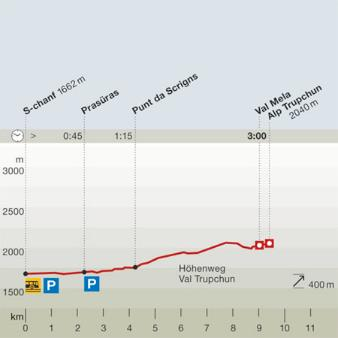 S-chanf 1662 m
Prasüras
Punt da Scrigns
Val Mela
Alp Trupchun
2040 m
> 0:45 1:15 3:00
m
3000
2500
2000
1500
Höhenweg
Val Trupchun
P P
400 m
km
0 1 2 3 4 5 6 7 8 9 10 11